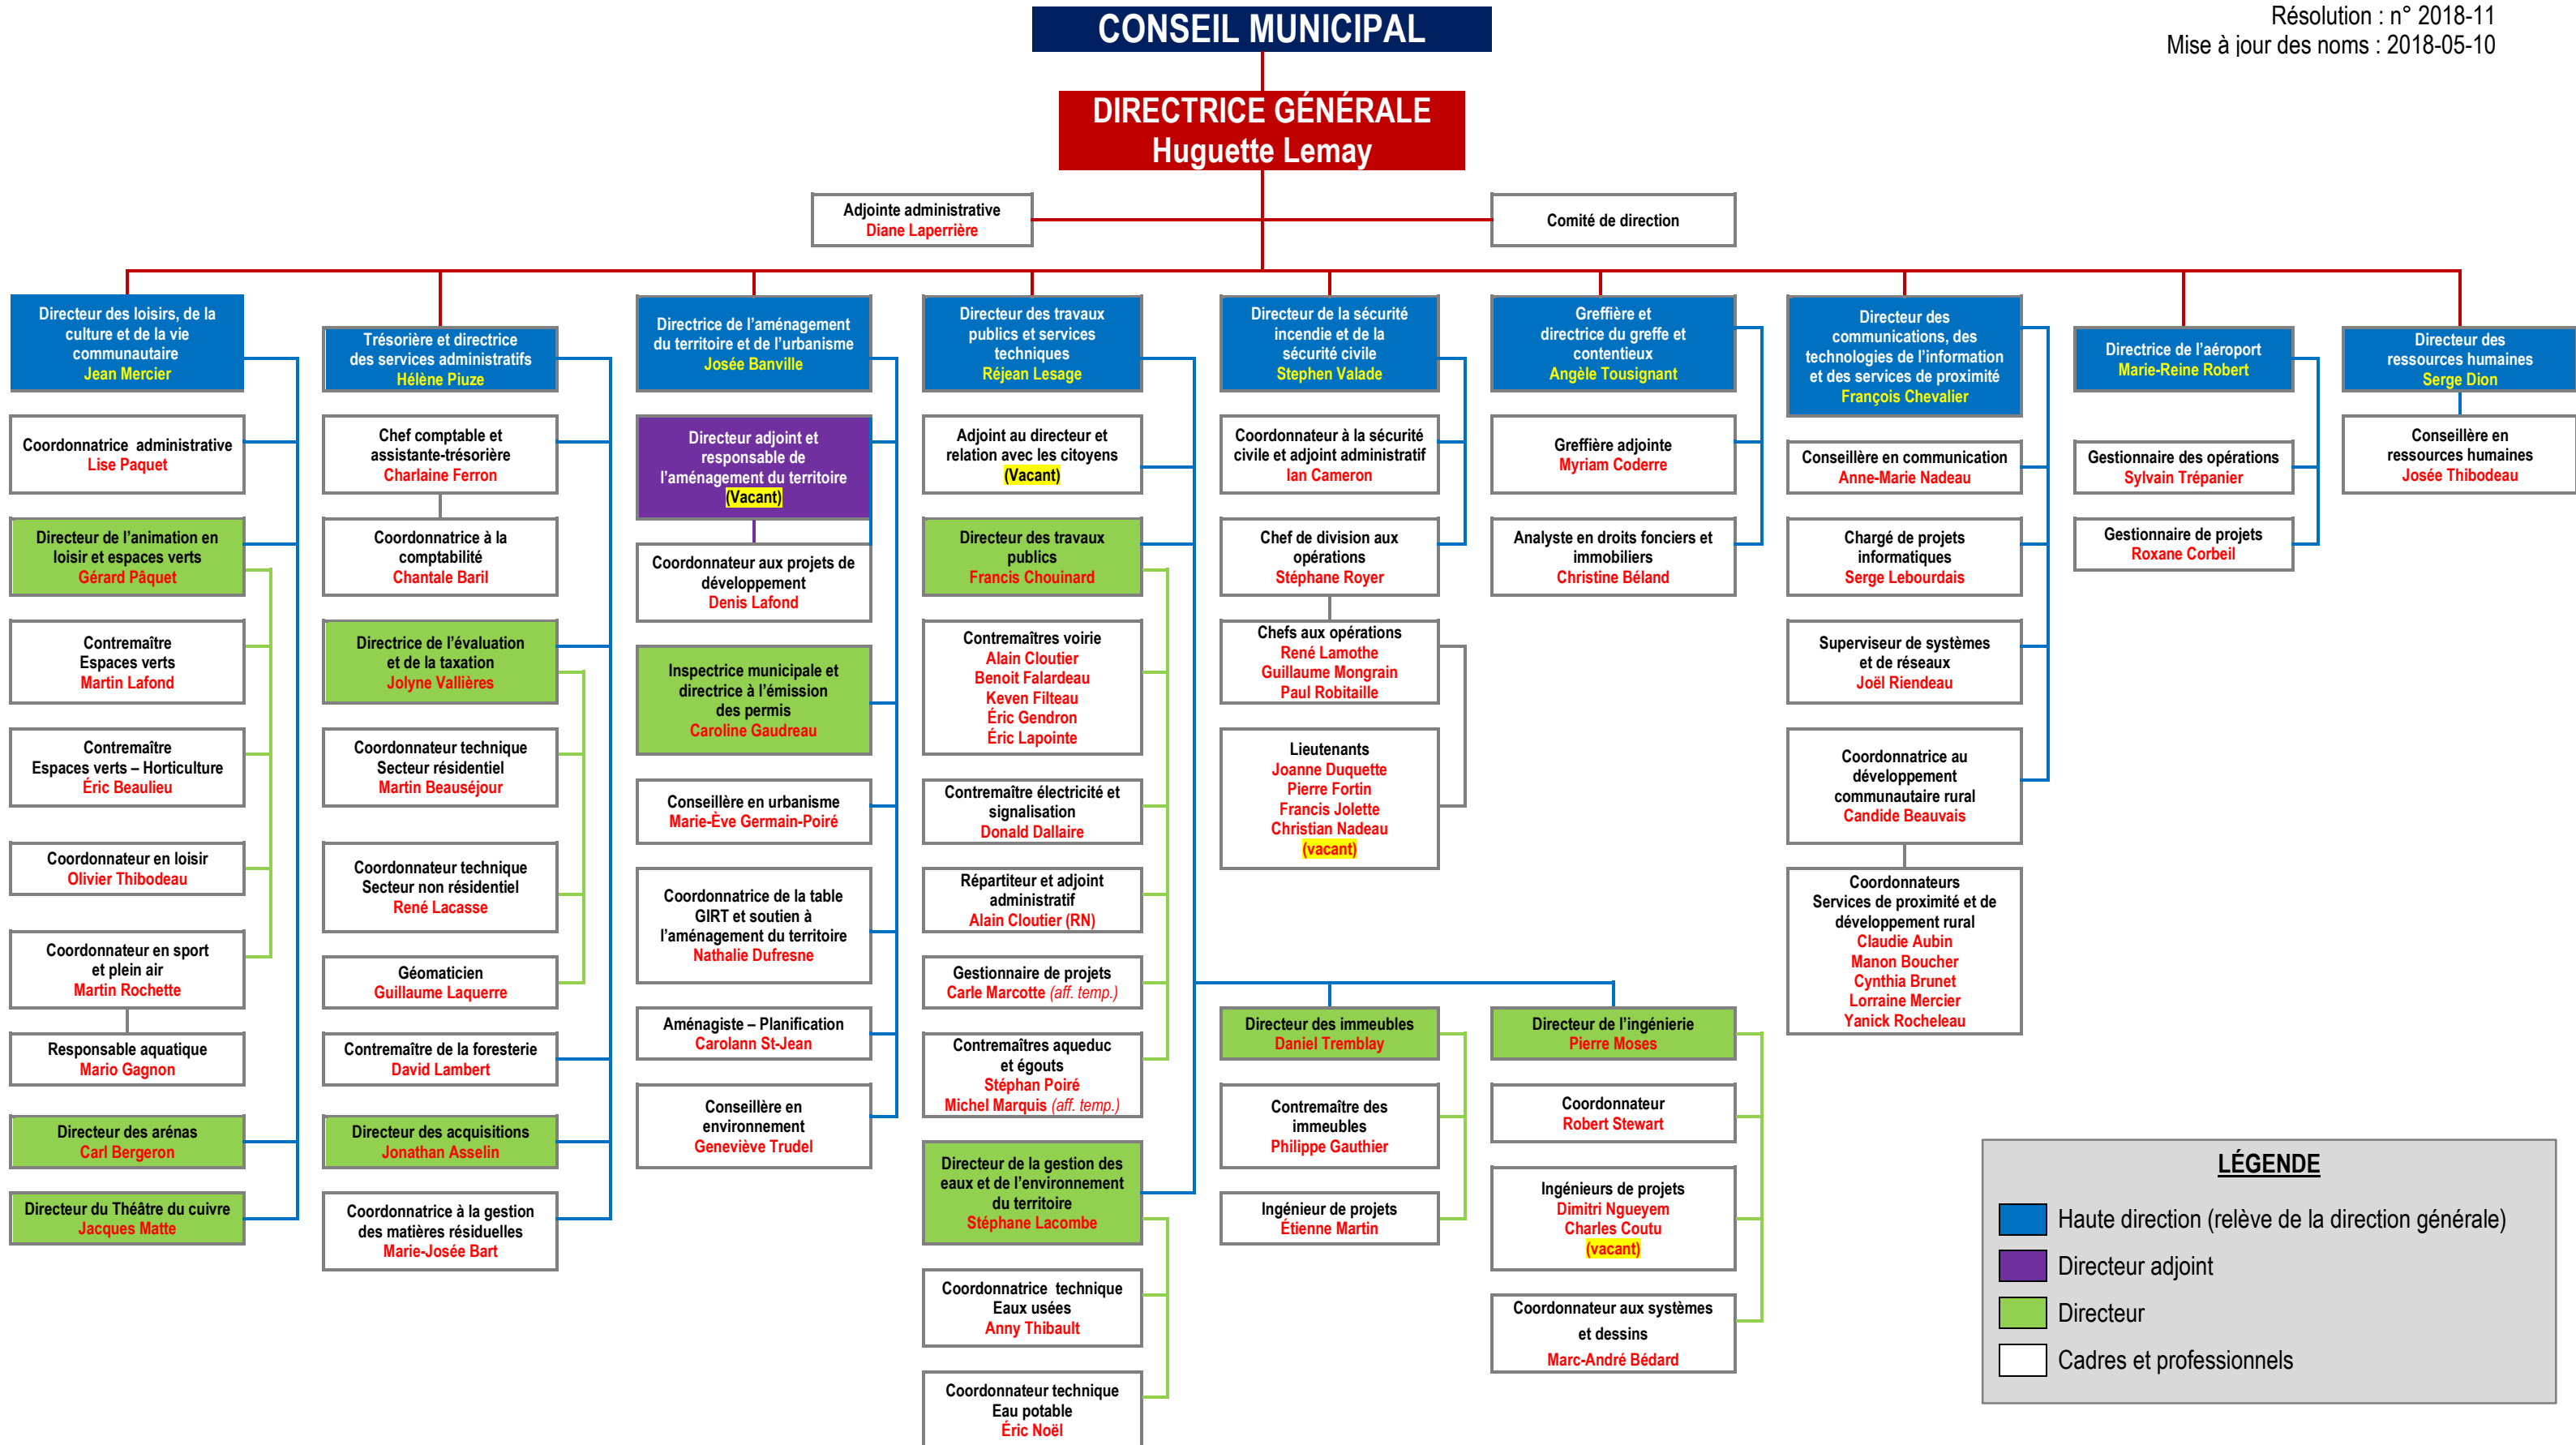 Résolution : n° 2018-11
Mise à jour des noms : 2018-05-10
CONSEIL MUNICIPAL
DIRECTRICE GÉNÉRALE
Huguette Lemay
Adjointe administrative
Diane Laperrière
Comité de direction
Directeur des loisirs, de la
culture et de la vie
communautaire
Jean Mercier
Coordonnatrice administrative
Lise Paquet
Directeur de l'animation en
loisir et espaces verts
Gérard Pâquet
Contremaître
Espaces verts
Martin Lafond
Contremaître
Espaces verts – Horticulture
Éric Beaulieu
Coordonnateur en loisir
Olivier Thibodeau
Coordonnateur en sport
et plein air
Martin Rochette
Responsable aquatique
Mario Gagnon
Directeur des arénas
Carl Bergeron
Directeur du Théâtre du cuivre
Jacques Matte
Trésorière et directrice
des services administratifs
Hélène Piuze
Chef comptable et
assistante-trésorière
Charlaine Ferron
Coordonnatrice à la
comptabilité
Chantale Baril
Directrice de l'évaluation
et de la taxation
Jolyne Vallières
Coordonnateur technique
Secteur résidentiel
Martin Beauséjour
Coordonnateur technique
Secteur non résidentiel
René Lacasse
Géomaticien
Guillaume Laquerre
Contremaître de la foresterie
David Lambert
Directeur des acquisitions
Jonathan Asselin
Coordonnatrice à la gestion
des matières résiduelles
Marie-Josée Bart
Directrice de l'aménagement
du territoire et de l'urbanisme
Josée Banville
Directeur adjoint et
responsable de
l'aménagement du territoire
(Vacant)
Coordonnateur aux projets de
développement
Denis Lafond
Inspectrice municipale et
directrice à l'émission
des permis
Caroline Gaudreau
Conseillère en urbanisme
Marie-Ève Germain-Poiré
Coordonnatrice de la table
GIRT et soutien à
l'aménagement du territoire
Nathalie Dufresne
Aménagiste – Planification
Carolann St-Jean
Conseillère en
environnement
Geneviève Trudel
Directeur des travaux
publics et services
techniques
Réjean Lesage
Adjoint au directeur et
relation avec les citoyens
(Vacant)
Directeur des travaux
publics
Francis Chouinard
Contremaîtres voirie
Alain Cloutier
Benoit Falardeau
Keven Filteau
Éric Gendron
Éric Lapointe
Contremaître électricité et
signalisation
Donald Dallaire
Répartiteur et adjoint
administratif
Alain Cloutier (RN)
Gestionnaire de projets
Carle Marcotte (aff. temp.)
Contremaîtres aqueduc
et égouts
Stéphan Poiré
Michel Marquis (aff. temp.)
Directeur de la gestion des
eaux et de l'environnement
du territoire
Stéphane Lacombe
Coordonnatrice technique
Eaux usées
Anny Thibault
Coordonnateur technique
Eau potable
Éric Noël
Directeur de la sécurité
incendie et de la
sécurité civile
Stephen Valade
Coordonnateur à la sécurité
civile et adjoint administratif
Ian Cameron
Chef de division aux
opérations
Stéphane Royer
Chefs aux opérations
René Lamothe
Guillaume Mongrain
Paul Robitaille
Lieutenants
Joanne Duquette
Pierre Fortin
Francis Jolette
Christian Nadeau
(vacant)
Directeur des immeubles
Daniel Tremblay
Contremaître des
immeubles
Philippe Gauthier
Ingénieur de projets
Étienne Martin
Greffière et
directrice du greffe et
contentieux
Angèle Tousignant
Greffière adjointe
Myriam Coderre
Analyste en droits fonciers et
immobiliers
Christine Béland
Directeur de l'ingénierie
Pierre Moses
Coordonnateur
Robert Stewart
Ingénieurs de projets
Dimitri Ngueyem
Charles Coutu
(vacant)
Coordonnateur aux systèmes
et dessins
Marc-André Bédard
Directeur des
communications, des
technologies de l'information
et des services de proximité
François Chevalier
Conseillère en communication
Anne-Marie Nadeau
Chargé de projets
informatiques
Serge Lebourdais
Superviseur de systèmes
et de réseaux
Joël Riendeau
Coordonnatrice au
développement
communautaire rural
Candide Beauvais
Coordonnateurs
Services de proximité et de
développement rural
Claudie Aubin
Manon Boucher
Cynthia Brunet
Lorraine Mercier
Yanick Rocheleau
Directrice de l'aéroport
Marie-Reine Robert
Gestionnaire des opérations
Sylvain Trépanier
Gestionnaire de projets
Roxane Corbeil
Directeur des
ressources humaines
Serge Dion
Conseillère en
ressources humaines
Josée Thibodeau
LÉGENDE
Haute direction (relève de la direction générale)
Directeur adjoint
Directeur
Cadres et professionnels